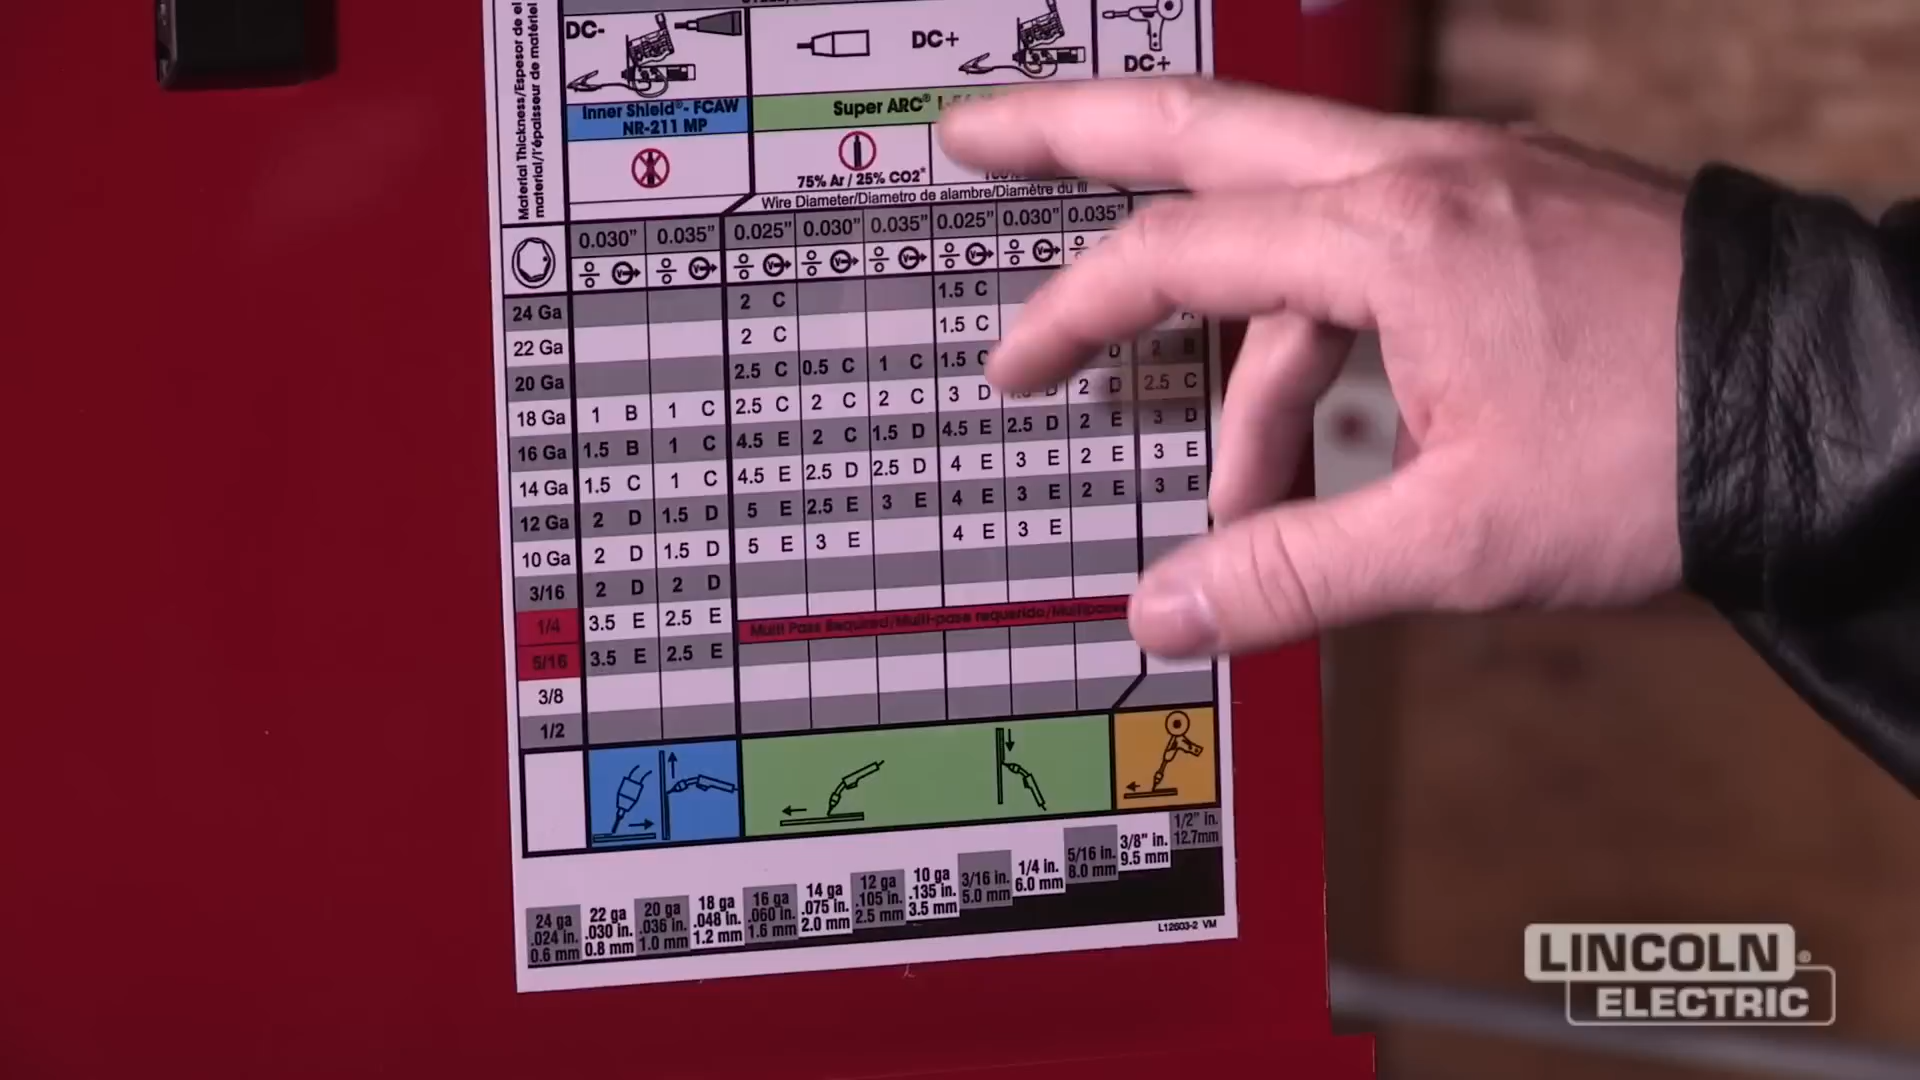 Material Thickness/Espesor de el
material/l'épaisseur de matériel
DC-
DC+
DC+
Inner Shield®- FCAW
NR-211 MP
Super ARC®
75% Ar / 25% CO2*
Wire Diameter/Diametro de alambre/Diamètre du fil
0.030" 0.035" 0.025" 0.030" 0.035" 0.025" 0.030" 0.035"
24 Ga 2 C 1.5 C
22 Ga 2 C 1.5 C
20 Ga 2.5 C 0.5 C 1 C 1.5 C D 2 B
18 Ga 1 B 1 C 2.5 C 2 C 2 C 3 D D 2 D 2.5 C
16 Ga 1.5 B 1 C 4.5 E 2 C 1.5 D 4.5 E 2.5 D 2 E 3 D
14 Ga 1.5 C 1 C 4.5 E 2.5 D 2.5 D 4 E 3 E 2 E 3 E
12 Ga 2 D 1.5 D 5 E 2.5 E 3 E 4 E 3 E 2 E 3 E
10 Ga 2 D 1.5 D 5 E 3 E 4 E 3 E
3/16 2 D 2 D
1/4 3.5 E 2.5 E Multi Pass Required/Multi-pase requerido/Multipasses
5/16 3.5 E 2.5 E
3/8
1/2
24 ga 22 ga 20 ga 18 ga 16 ga 14 ga 12 ga 10 ga 3/16 in. 1/4 in. 5/16 in. 3/8" in. 1/2" in.
.024 in. .030 in. .036 in. .048 in. .060 in. .075 in. .105 in. .135 in. 5.0 mm 6.0 mm 8.0 mm 9.5 mm 12.7mm
0.6 mm 0.8 mm 1.0 mm 1.2 mm 1.6 mm 2.0 mm 2.5 mm 3.5 mm
L12603-2 VM
LINCOLN®
ELECTRIC